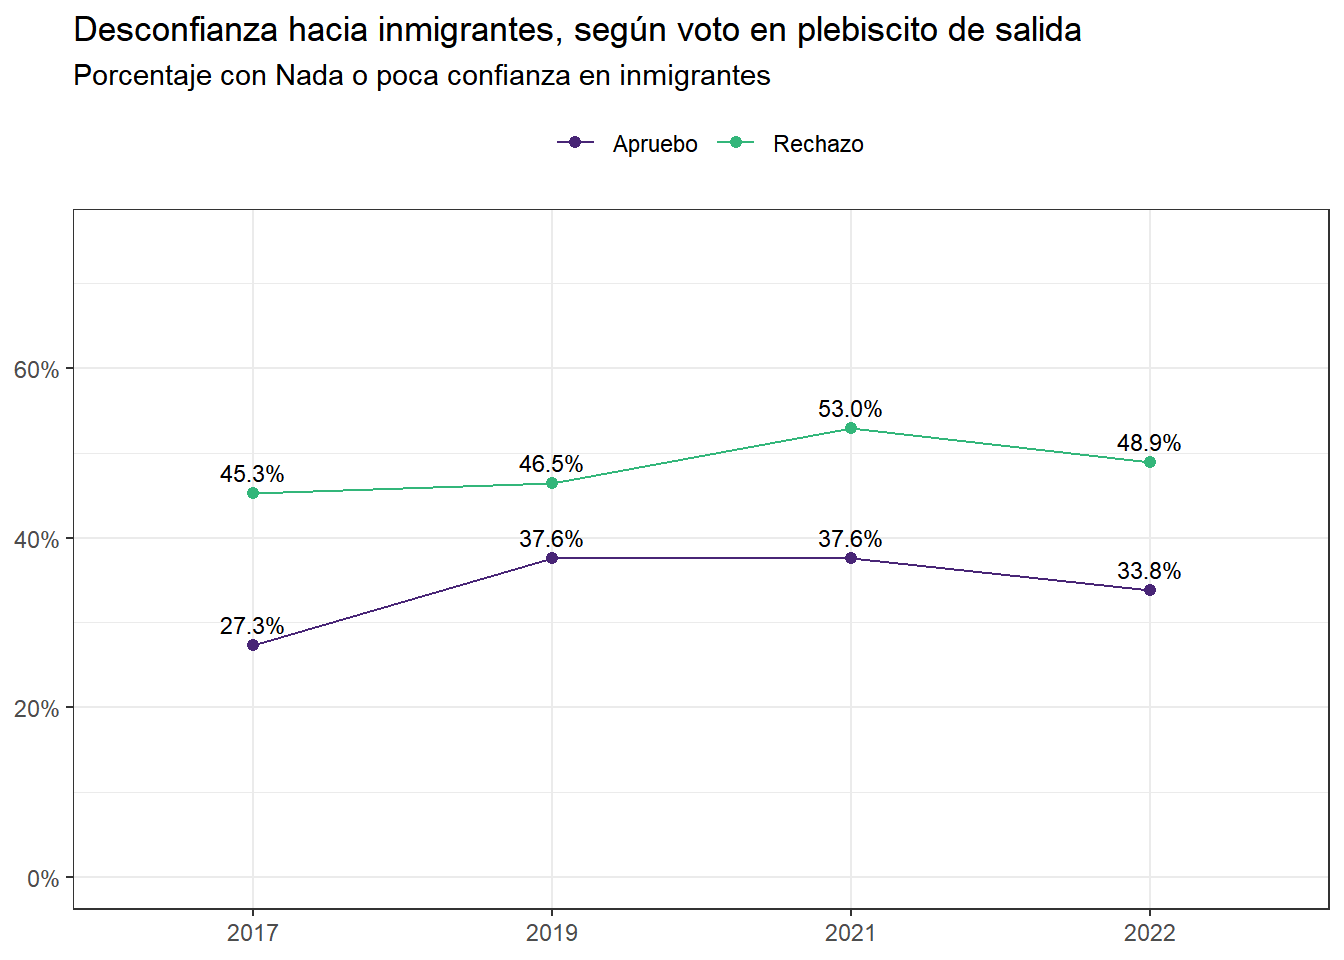 Desconfianza hacia inmigrantes, según voto en plebiscito de salida
Porcentaje con Nada o poca confianza en inmigrantes
Apruebo Rechazo
60%
53.0%
48.9%
45.3% 46.5%
40%
37.6% 37.6%
33.8%
27.3%
20%
0%
2017 2019 2021 2022